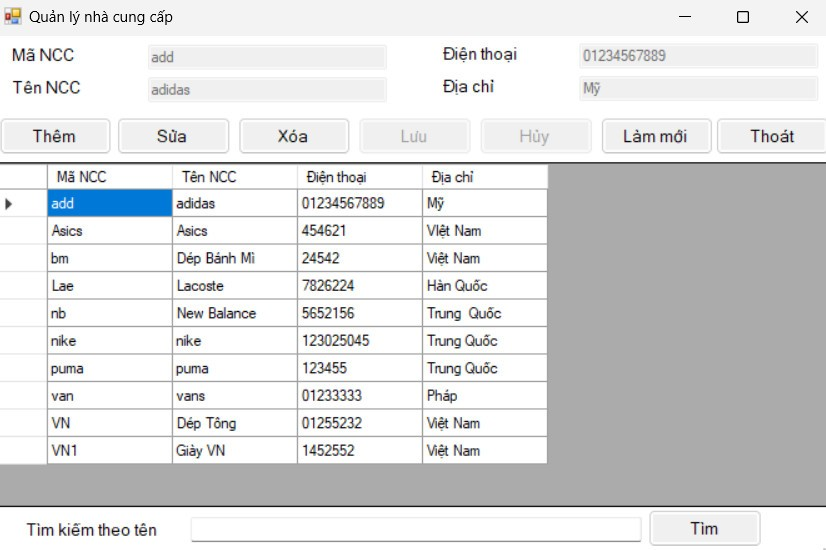 Quản lý nhà cung cấp
Mã NCC add Điện thoại 01234567889
Tên NCC adidas Địa chỉ Mỹ
Thêm Sửa Xóa Lưu Hủy Làm mới Thoát
Mã NCC Tên NCC Điện thoại Địa chỉ
add adidas 01234567889 Mỹ
Asics Asics 454621 VIệt Nam
bm Dép Bánh Mì 24542 Việt Nam
Lae Lacoste 7826224 Hàn Quốc
nb New Balance 5652156 Trung  Quốc
nike nike 123025045 Trung Quốc
puma puma 123455 Trung Quốc
van vans 01233333 Pháp
VN Dép Tông 01255232 Việt Nam
VN1 Giày VN 1452552 Việt Nam
Tìm kiếm theo tên Tìm